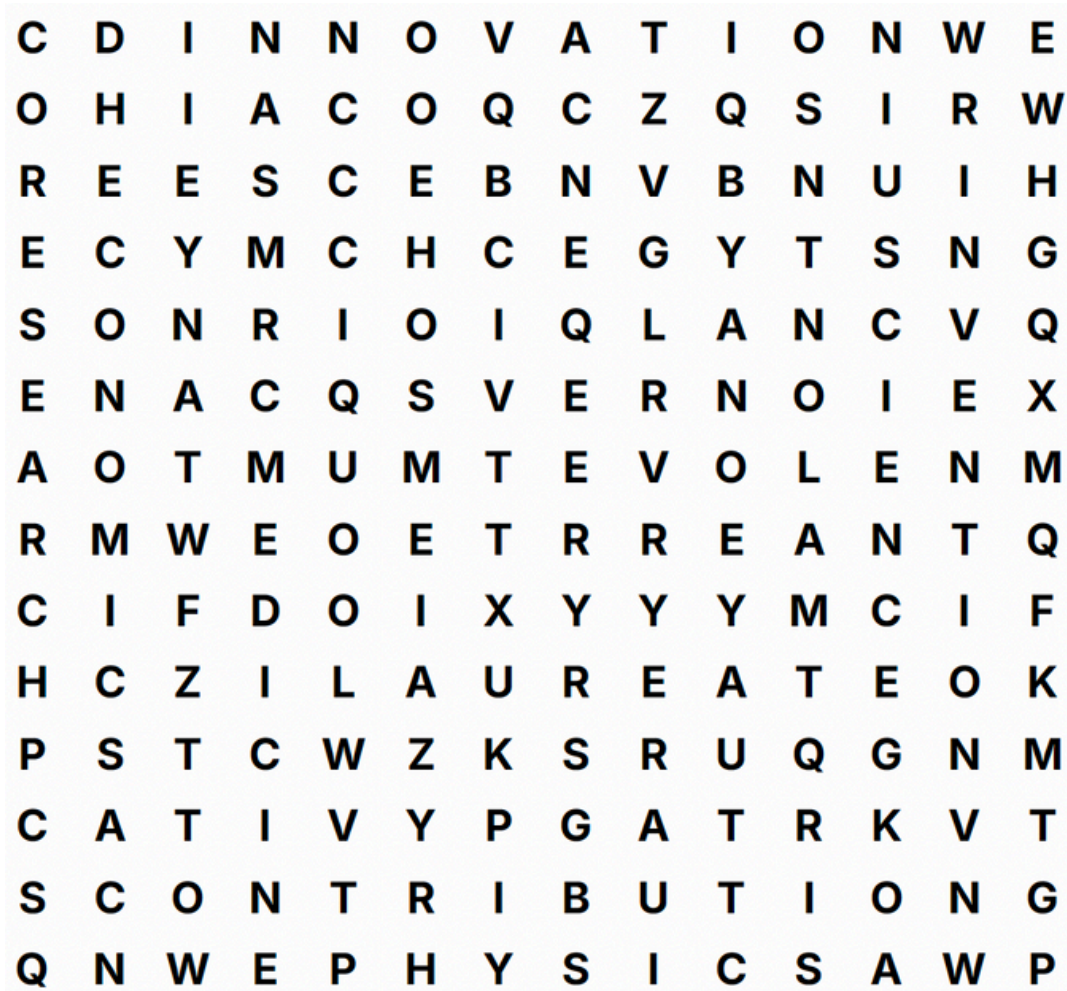 C D I N N O V A T I O N W E
O H I A C O Q C Z Q S I R W
R E E S C E B N V B N U I H
E C Y M C H C E G Y T S N G
S O N R I O I Q L A N C V Q
E N A C Q S V E R N O I E X
A O T M U M T E V O L E N M
R M W E O E T R R E A N T Q
C I F D O I X Y Y Y M C I F
H C Z I L A U R E A T E O K
P S T C W Z K S R U Q G N M
C A T I V Y P G A T R K V T
S C O N T R I B U T I O N G
Q N W E P H Y S I C S A W P